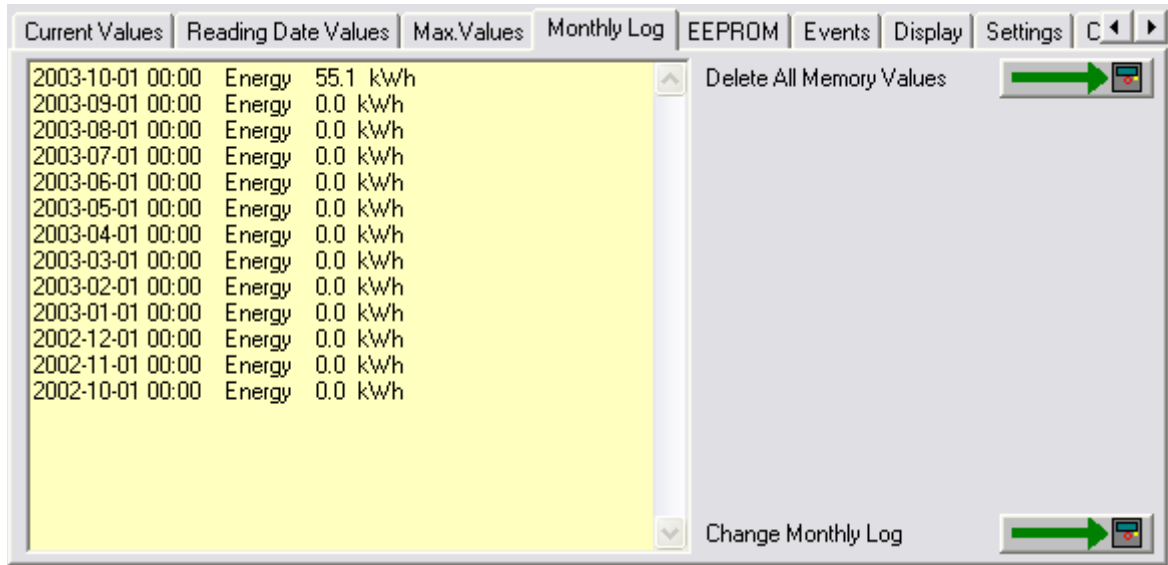 Current Values Reading Date Values Max.Values Monthly Log EEPROM Events Display Settings
2003-10-01 00:00 Energy 55.1 kWh
2003-09-01 00:00 Energy 0.0 kWh
2003-08-01 00:00 Energy 0.0 kWh
2003-07-01 00:00 Energy 0.0 kWh
2003-06-01 00:00 Energy 0.0 kWh
2003-05-01 00:00 Energy 0.0 kWh
2003-04-01 00:00 Energy 0.0 kWh
2003-03-01 00:00 Energy 0.0 kWh
2003-02-01 00:00 Energy 0.0 kWh
2003-01-01 00:00 Energy 0.0 kWh
2002-12-01 00:00 Energy 0.0 kWh
2002-11-01 00:00 Energy 0.0 kWh
2002-10-01 00:00 Energy 0.0 kWh
Delete All Memory Values
Change Monthly Log